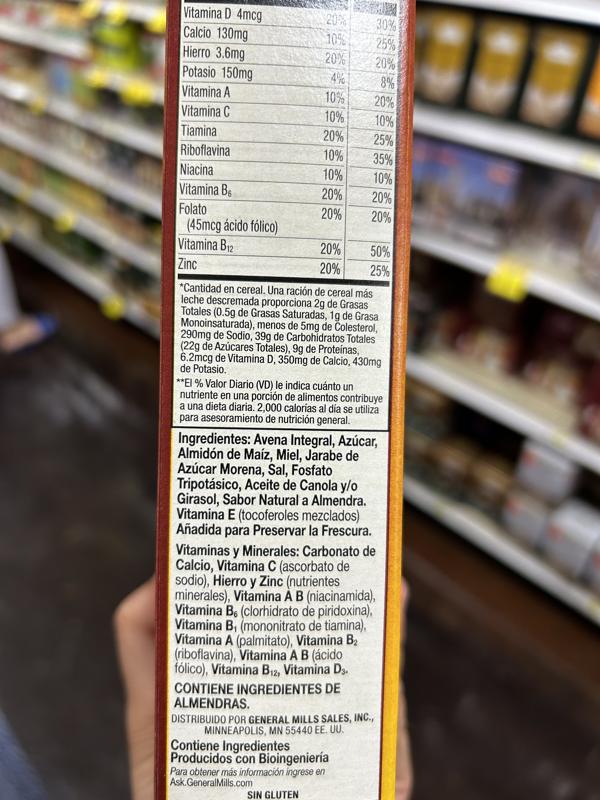 Vitamina D 4mcg 20% 30%
Calcio 130mg 10% 25%
Hierro 3.6mg 20% 20%
Potasio 150mg 4% 8%
Vitamina A 10% 20%
Vitamina C 10% 10%
Tiamina 20% 25%
Riboflavina 10% 35%
Niacina 10% 10%
Vitamina B6 20% 20%
Folato 20% 20%
(45mcg ácido fólico)
Vitamina B12 20% 50%
Zinc 20% 25%
*Cantidad en cereal. Una ración de cereal más
leche descremada proporciona 2g de Grasas
Totales (0.5g de Grasas Saturadas, 1g de Grasa
Monoinsaturada), menos de 5mg de Colesterol,
290mg de Sodio, 39g de Carbohidratos Totales
(22g de Azúcares Totales), 9g de Proteínas,
6.2mcg de Vitamina D, 350mg de Calcio, 430mg
de Potasio.
**El % Valor Diario (VD) le indica cuánto un
nutriente en una porción de alimentos contribuye
a una dieta diaria. 2,000 calorías al día se utiliza
para asesoramiento de nutrición general.
Ingredientes: Avena Integral, Azúcar,
Almidón de Maíz, Miel, Jarabe de
Azúcar Morena, Sal, Fosfato
Tripotásico, Aceite de Canola y/o
Girasol, Sabor Natural a Almendra.
Vitamina E (tocoferoles mezclados)
Añadida para Preservar la Frescura.
Vitaminas y Minerales: Carbonato de
Calcio, Vitamina C (ascorbato de
sodio), Hierro y Zinc (nutrientes
minerales), Vitamina A B (niacinamida),
Vitamina B6 (clorhidrato de piridoxina),
Vitamina B1 (mononitrato de tiamina),
Vitamina A (palmitato), Vitamina B2
(riboflavina), Vitamina A B (ácido
fólico), Vitamina B12, Vitamina D3.
CONTIENE INGREDIENTES DE
ALMENDRAS.
DISTRIBUIDO POR GENERAL MILLS SALES, INC.,
MINNEAPOLIS, MN 55440 EE. UU.
Contiene Ingredientes
Producidos con Bioingeniería
Para obtener más información ingrese en
Ask.GeneralMills.com
SIN GLUTEN